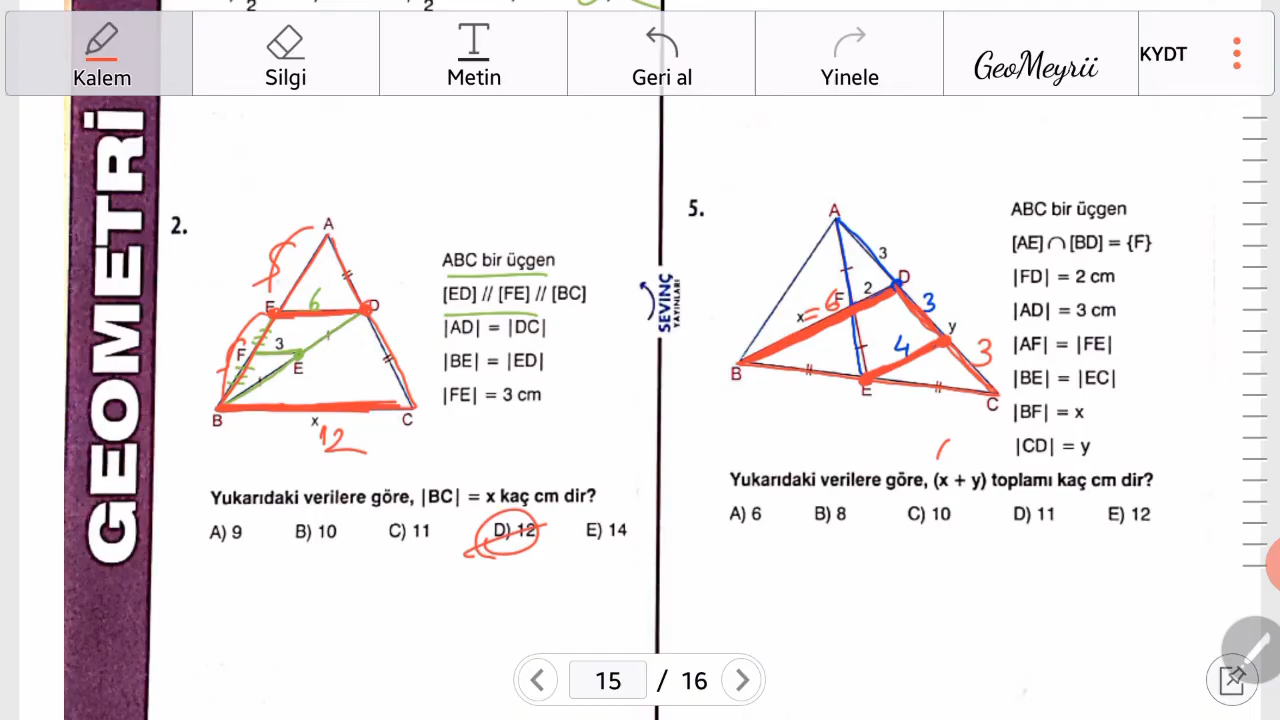 Kalem
Silgi
Metin
Geri al
Yinele
GeoMeyrii
KYDT
2
2
GEOMETRİ
2.
A
E
6
D
F
3
E
B
x
12
C
ABC bir üçgen
[ED] // [FE] // [BC]
|AD| = |DC|
|BE| = |ED|
|FE| = 3 cm
Yukarıdaki verilere göre, |BC| = x kaç cm dir?
A) 9 B) 10 C) 11 D) 12 E) 14
SEVİNÇ
YAYINLARI
5.
A
3
D
2
F
x = 6
3
y
4
3
B
E
C
ABC bir üçgen
[AE] ∩ [BD] = {F}
|FD| = 2 cm
|AD| = 3 cm
|AF| = |FE|
|BE| = |EC|
|BF| = x
|CD| = y
Yukarıdaki verilere göre, (x + y) toplamı kaç cm dir?
A) 6 B) 8 C) 10 D) 11 E) 12
15 / 16